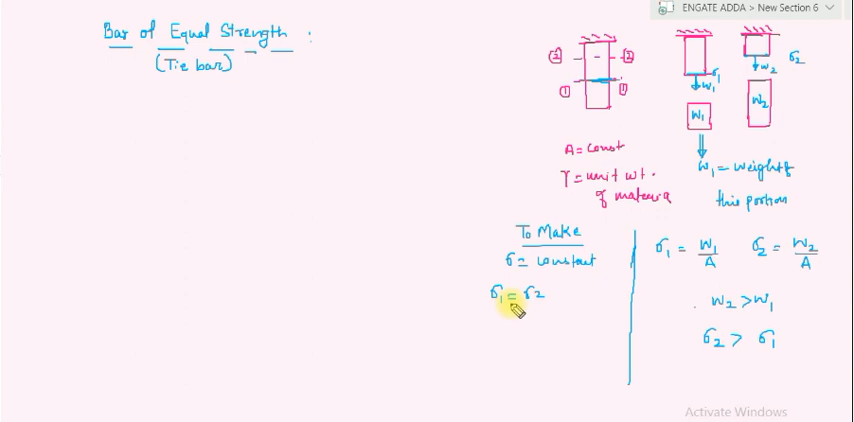 ENGATE ADDA > New Section 6
Bar of Equal Strength :
(Tie bar)
② ②
① ①
σ₁
W₁
W₁
W₂
σ₂
W₂
A = const
γ = unit wt.
of material
W₁ = weight of
this portion
To Make
σ = constant
σ₁ = σ₂
σ₁ = W₁/A σ₂ = W₂/A
W₂ > W₁
σ₂ > σ₁
Activate Windows